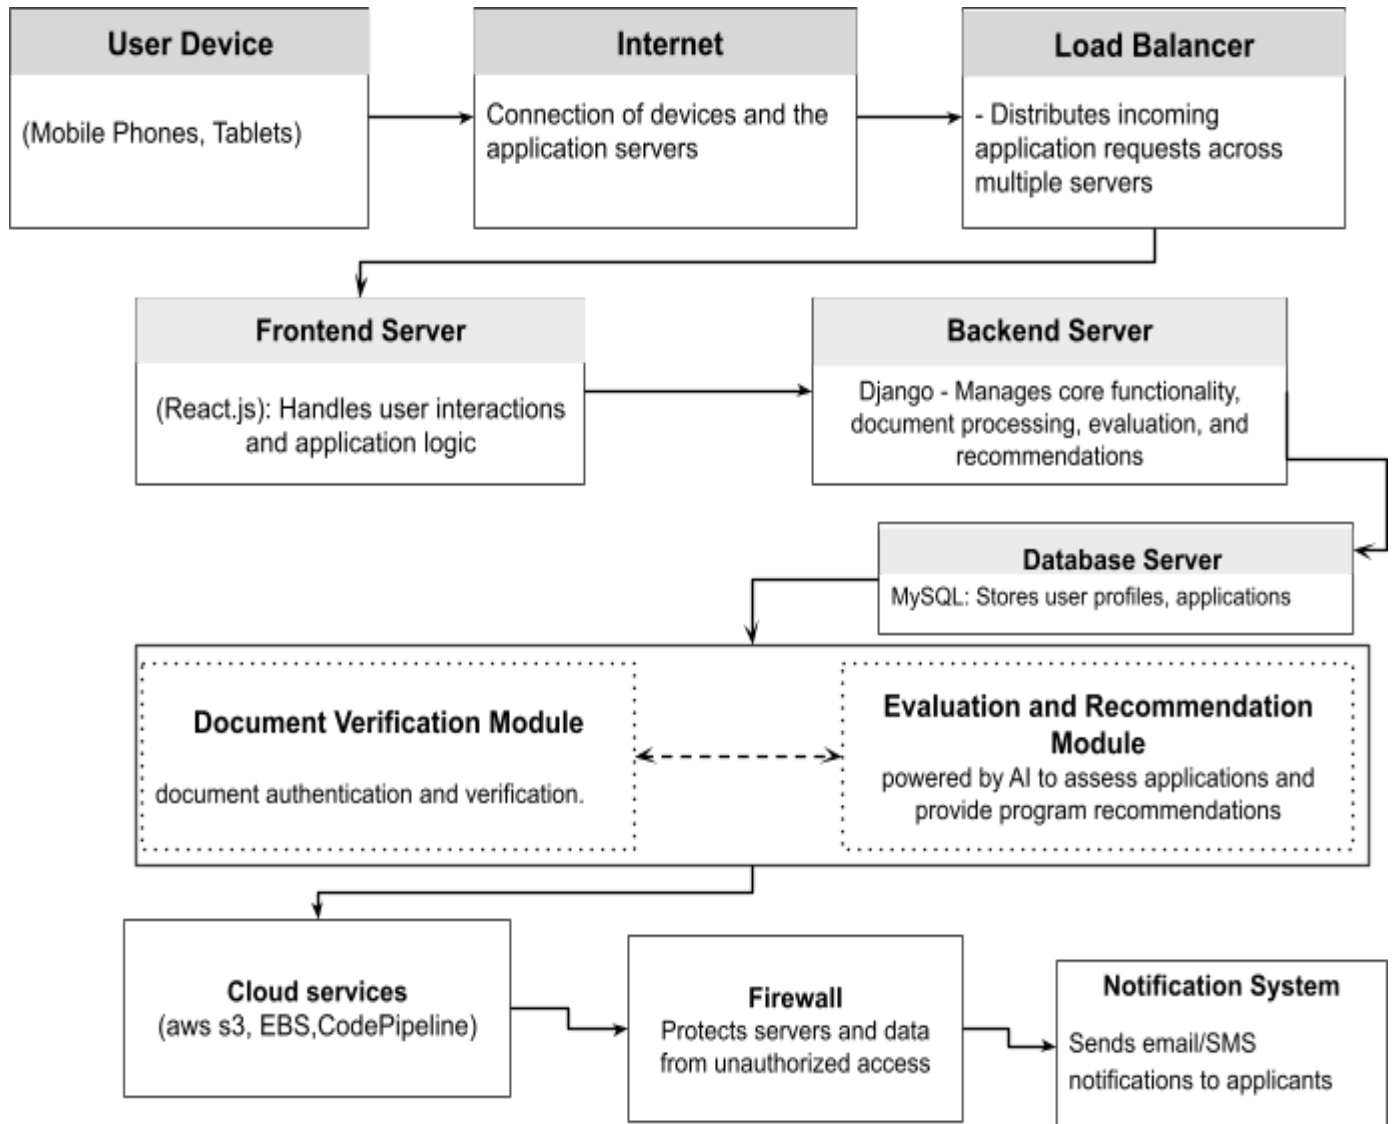 User Device
Internet
Load Balancer
(Mobile Phones, Tablets)
Connection of devices and the
application servers
- Distributes incoming
application requests across
multiple servers
Frontend Server
Backend Server
(React.js): Handles user interactions
and application logic
Django - Manages core functionality,
document processing, evaluation, and
recommendations
Database Server
MySQL: Stores user profiles, applications
Document Verification Module
document authentication and verification.
Evaluation and Recommendation
Module
powered by AI to assess applications and
provide program recommendations
Cloud services
(aws s3, EBS,CodePipeline)
Firewall
Protects servers and data
from unauthorized access
Notification System
Sends email/SMS
notifications to applicants